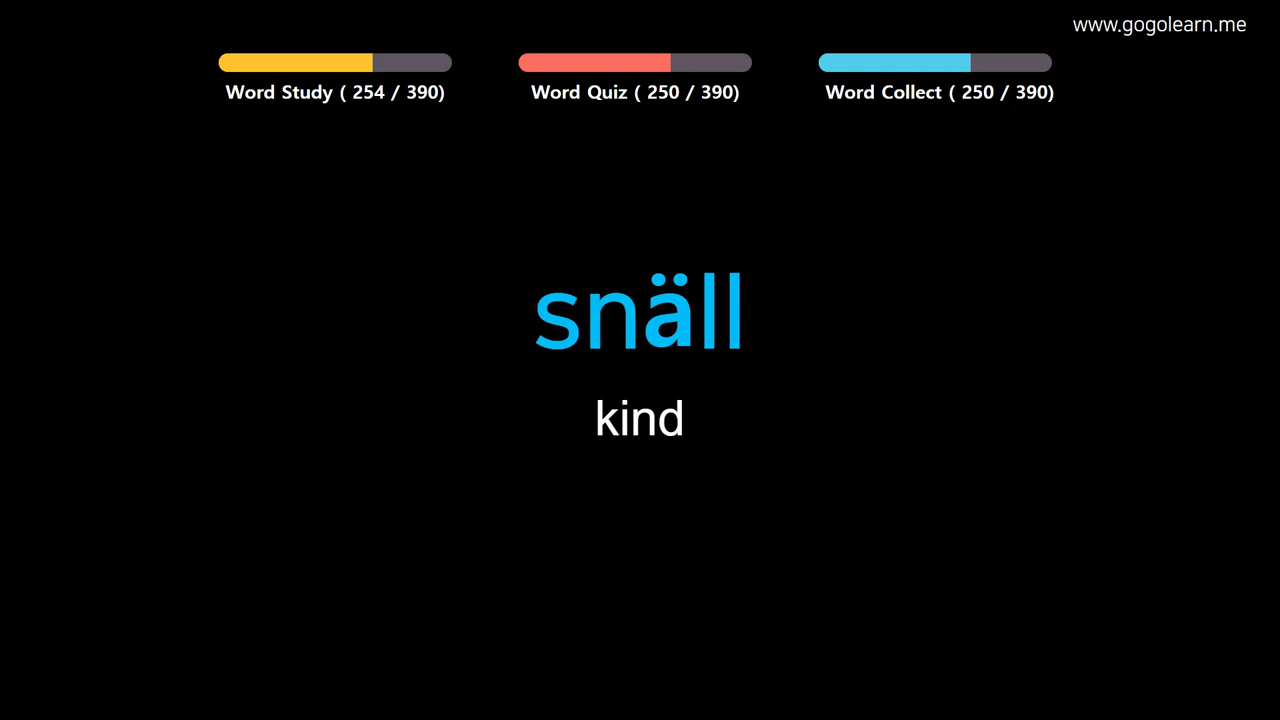 www.gogolearn.me
Word Study ( 254 / 390)
Word Quiz ( 250 / 390)
Word Collect ( 250 / 390)
snäll
kind